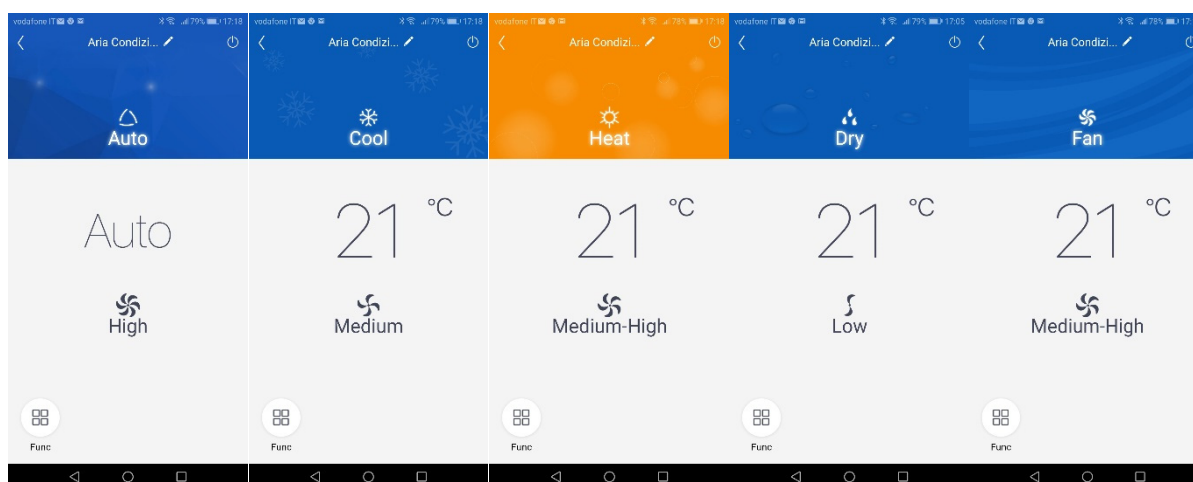 vodafone IT 79% 17:18
Aria Condizi...
Auto
Auto
High
Func
vodafone IT 79% 17:18
Aria Condizi...
Cool
21 °C
Medium
Func
vodafone IT 78% 17:18
Aria Condizi...
Heat
21 °C
Medium-High
Func
vodafone IT 79% 17:05
Aria Condizi...
Dry
21 °C
Low
Func
vodafone IT 78% 17:
Aria Condizi...
Fan
21 °C
Medium-High
Func